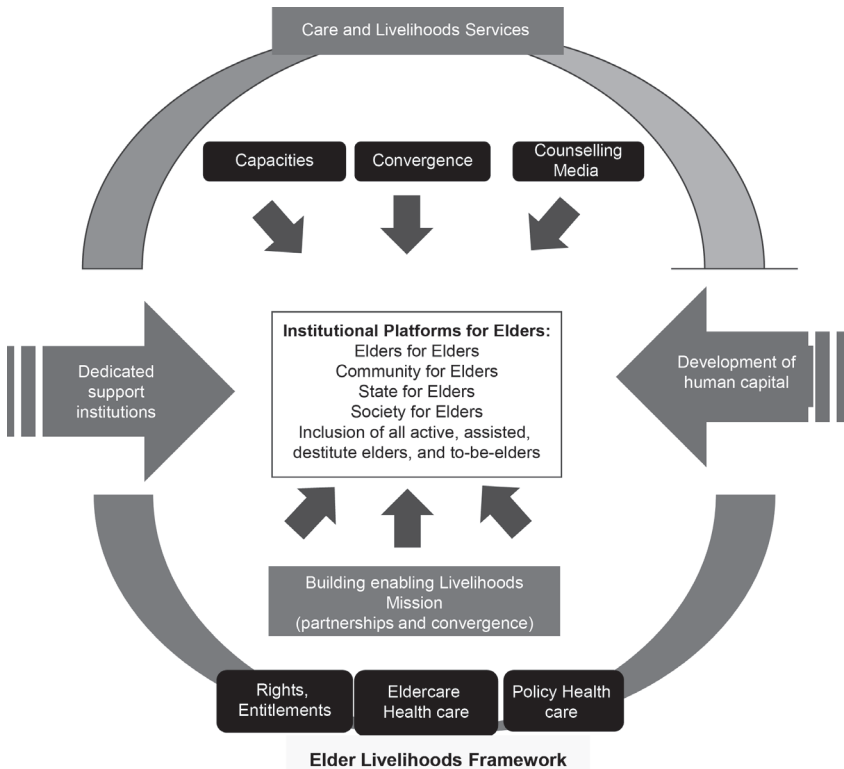 Care and Livelihoods Services
Capacities
Convergence
Counselling
Media
Institutional Platforms for Elders:
Elders for Elders
Community for Elders
State for Elders
Society for Elders
Inclusion of all active, assisted,
destitute elders, and to-be-elders
Dedicated
support
institutions
Development of
human capital
Building enabling Livelihoods
Mission
(partnerships and convergence)
Rights,
Entitlements
Eldercare
Health care
Policy Health
care
Elder Livelihoods Framework